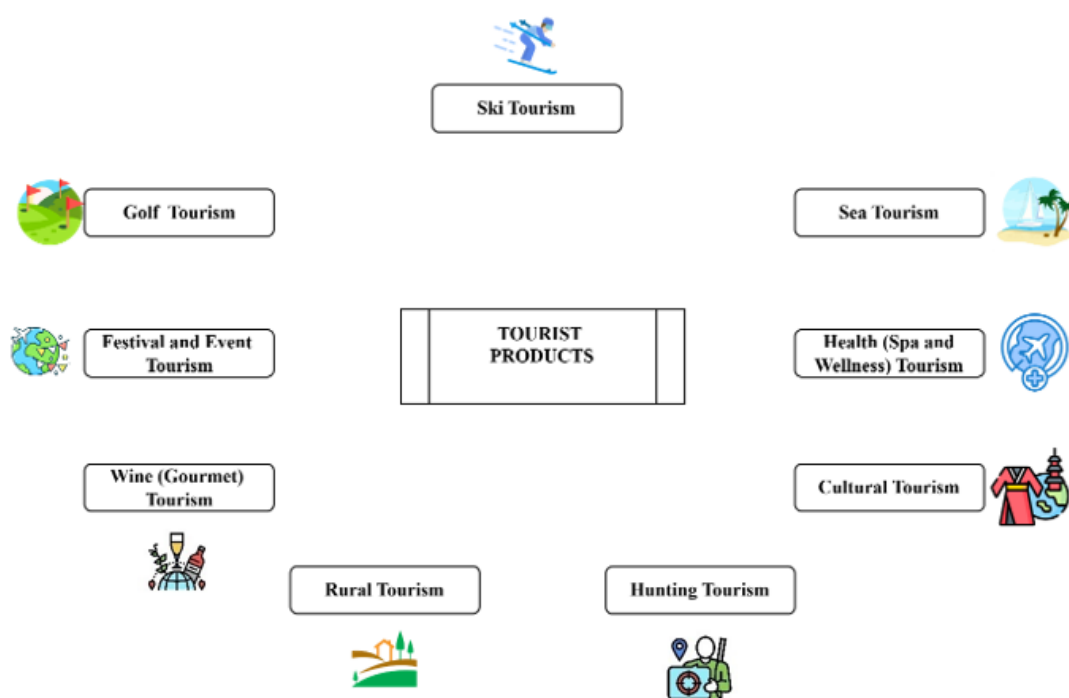 Ski Tourism
Golf Tourism
Sea Tourism
TOURIST
PRODUCTS
Festival and Event
Tourism
Health (Spa and
Wellness) Tourism
Wine (Gourmet)
Tourism
Cultural Tourism
Rural Tourism
Hunting Tourism